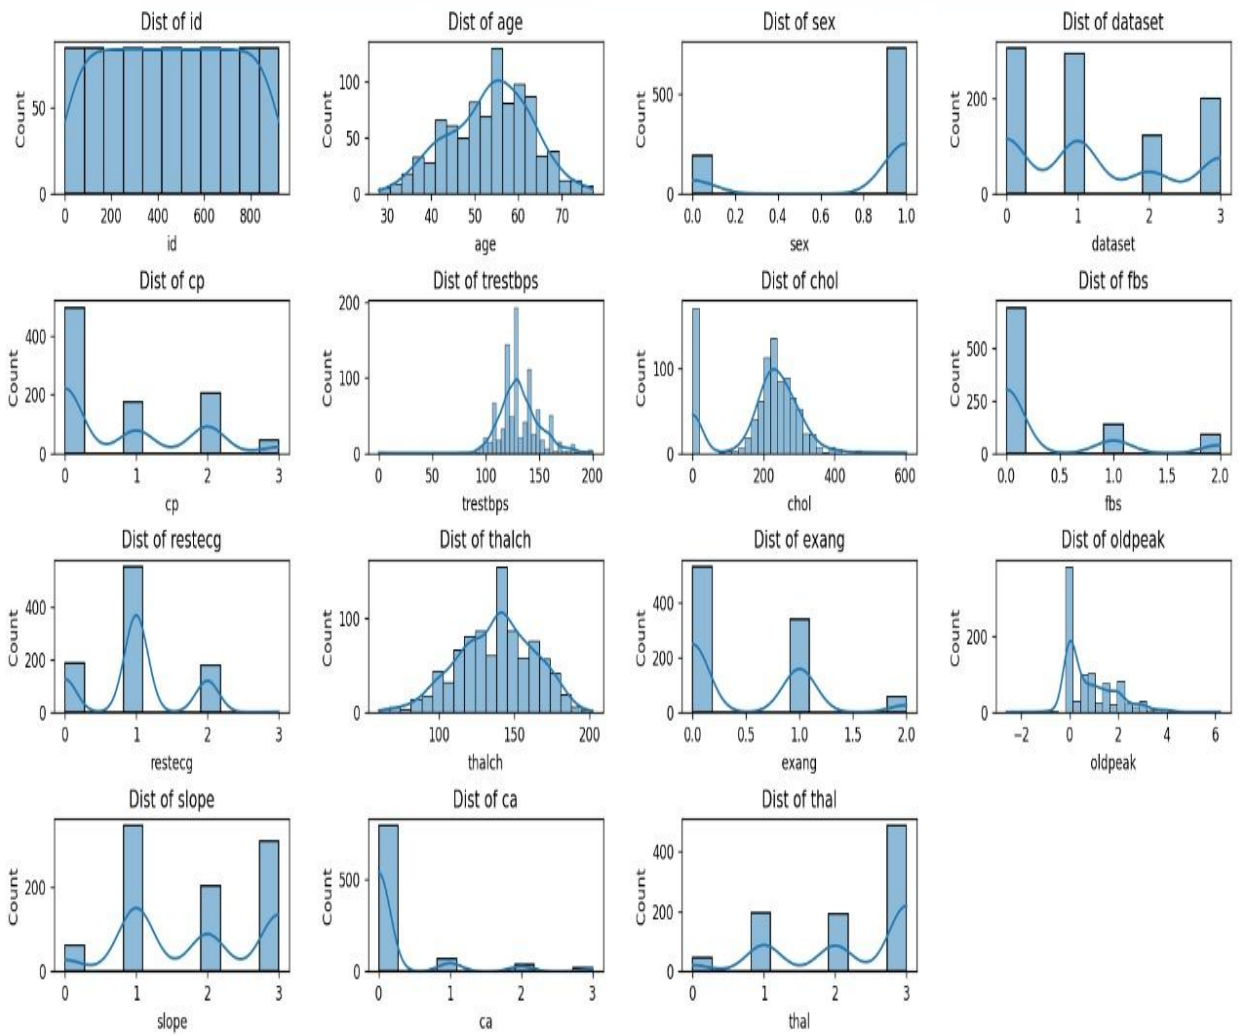 Dist of id
Count
50
0
0 200 400 600 800
id
Dist of age
Count
100
50
0
30 40 50 60 70
age
Dist of sex
Count
500
0
0.0 0.2 0.4 0.6 0.8 1.0
sex
Dist of dataset
Count
200
0
0 1 2 3
dataset
Dist of cp
Count
400
200
0
0 1 2 3
cp
Dist of trestbps
Count
200
100
0
0 50 100 150 200
trestbps
Dist of chol
Count
100
0
0 200 400 600
chol
Dist of fbs
Count
500
250
0
0.0 0.5 1.0 1.5 2.0
fbs
Dist of restecg
Count
400
200
0
0 1 2 3
restecg
Dist of thalch
Count
100
0
100 150 200
thalch
Dist of exang
Count
400
200
0
0.0 0.5 1.0 1.5 2.0
exang
Dist of oldpeak
Count
200
0
−2 0 2 4 6
oldpeak
Dist of slope
Count
200
0
0 1 2 3
slope
Dist of ca
Count
500
0
0 1 2 3
ca
Dist of thal
Count
400
200
0
0 1 2 3
thal